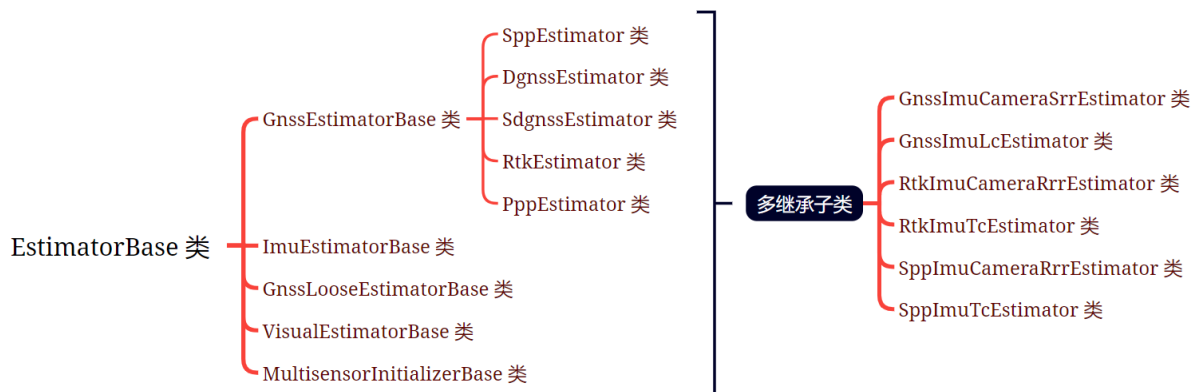 EstimatorBase 类
GnssEstimatorBase 类
SppEstimator 类
DgnssEstimator 类
SdgnssEstimator 类
RtkEstimator 类
PppEstimator 类
ImuEstimatorBase 类
GnssLooseEstimatorBase 类
VisualEstimatorBase 类
MultisensorInitializerBase 类
多继承子类
GnssImuCameraSrrEstimator 类
GnssImuLcEstimator 类
RtkImuCameraRrrEstimator 类
RtkImuTcEstimator 类
SppImuCameraRrrEstimator 类
SppImuTcEstimator 类